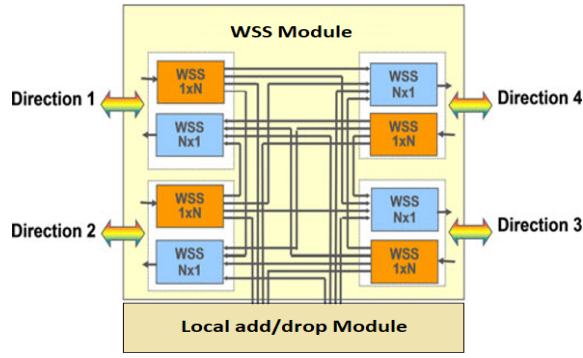 WSS Module
Direction 1
WSS
1xN
WSS
Nx1
WSS
Nx1
WSS
1xN
Direction 4
Direction 2
WSS
1xN
WSS
Nx1
WSS
Nx1
WSS
1xN
Direction 3
Local add/drop Module